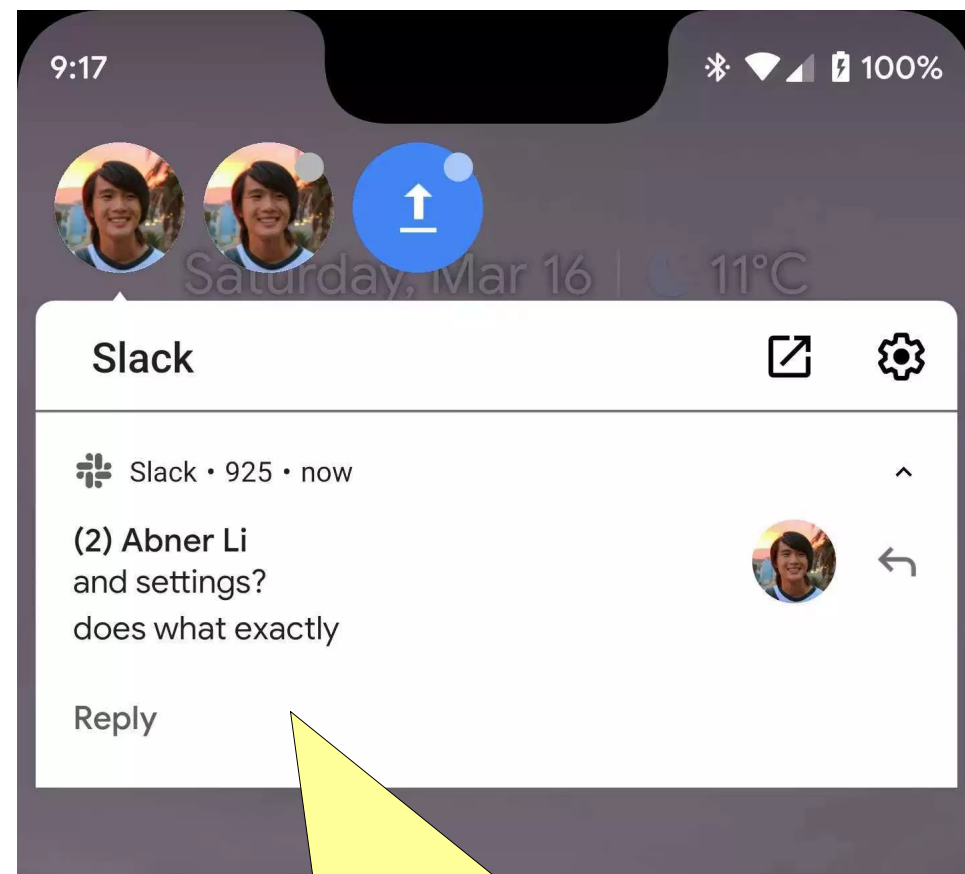 9:17
100%
Saturday, Mar 16 | 11°C
Slack
Slack • 925 • now
(2) Abner Li
and settings?
does what exactly
Reply